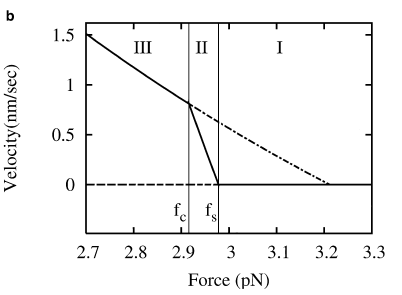 b
1.5
III
II
I
1
0.5
0
f_c
f_s
2.7
2.8
2.9
3
3.1
3.2
3.3
Velocity(nm/sec)
Force (pN)